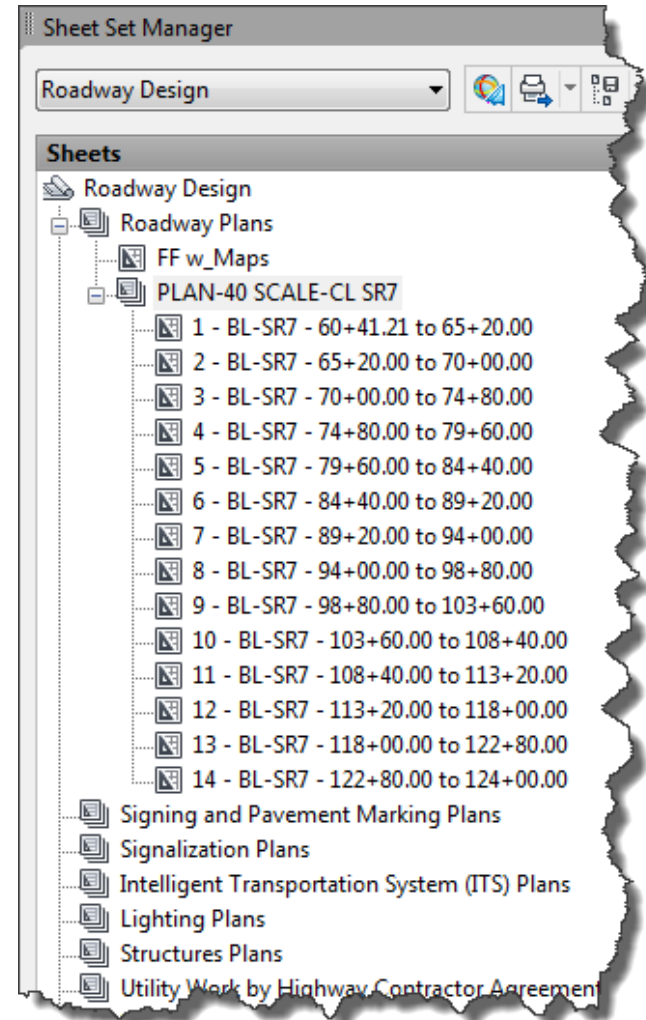 Sheet Set Manager
Roadway Design
Sheets
Roadway Design
Roadway Plans
FF w_Maps
PLAN-40 SCALE-CL SR7
1 - BL-SR7 - 60+41.21 to 65+20.00
2 - BL-SR7 - 65+20.00 to 70+00.00
3 - BL-SR7 - 70+00.00 to 74+80.00
4 - BL-SR7 - 74+80.00 to 79+60.00
5 - BL-SR7 - 79+60.00 to 84+40.00
6 - BL-SR7 - 84+40.00 to 89+20.00
7 - BL-SR7 - 89+20.00 to 94+00.00
8 - BL-SR7 - 94+00.00 to 98+80.00
9 - BL-SR7 - 98+80.00 to 103+60.00
10 - BL-SR7 - 103+60.00 to 108+40.00
11 - BL-SR7 - 108+40.00 to 113+20.00
12 - BL-SR7 - 113+20.00 to 118+00.00
13 - BL-SR7 - 118+00.00 to 122+80.00
14 - BL-SR7 - 122+80.00 to 124+00.00
Signing and Pavement Marking Plans
Signalization Plans
Intelligent Transportation System (ITS) Plans
Lighting Plans
Structures Plans
Utility Work by Highway Contractor Agreement